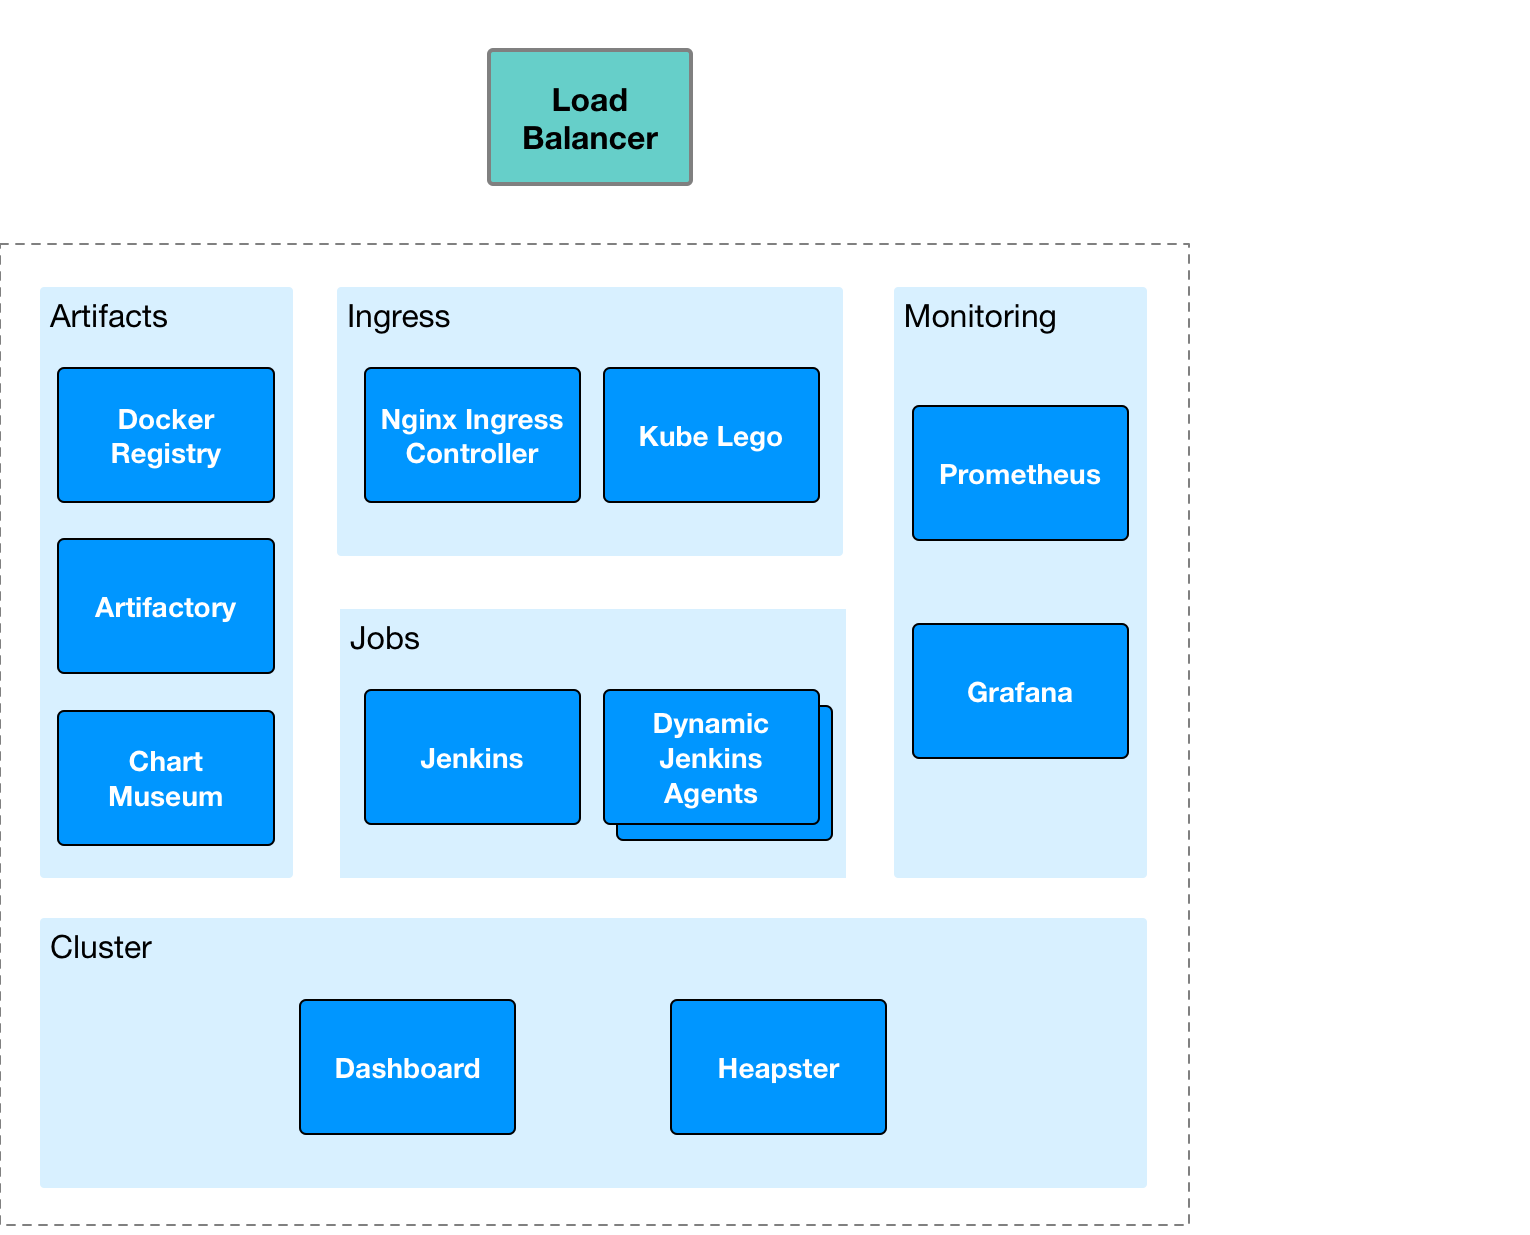 Load
Balancer
Artifacts
Docker
Registry
Artifactory
Chart
Museum
Ingress
Nginx Ingress
Controller
Kube Lego
Jobs
Jenkins
Dynamic
Jenkins
Agents
Monitoring
Prometheus
Grafana
Cluster
Dashboard
Heapster